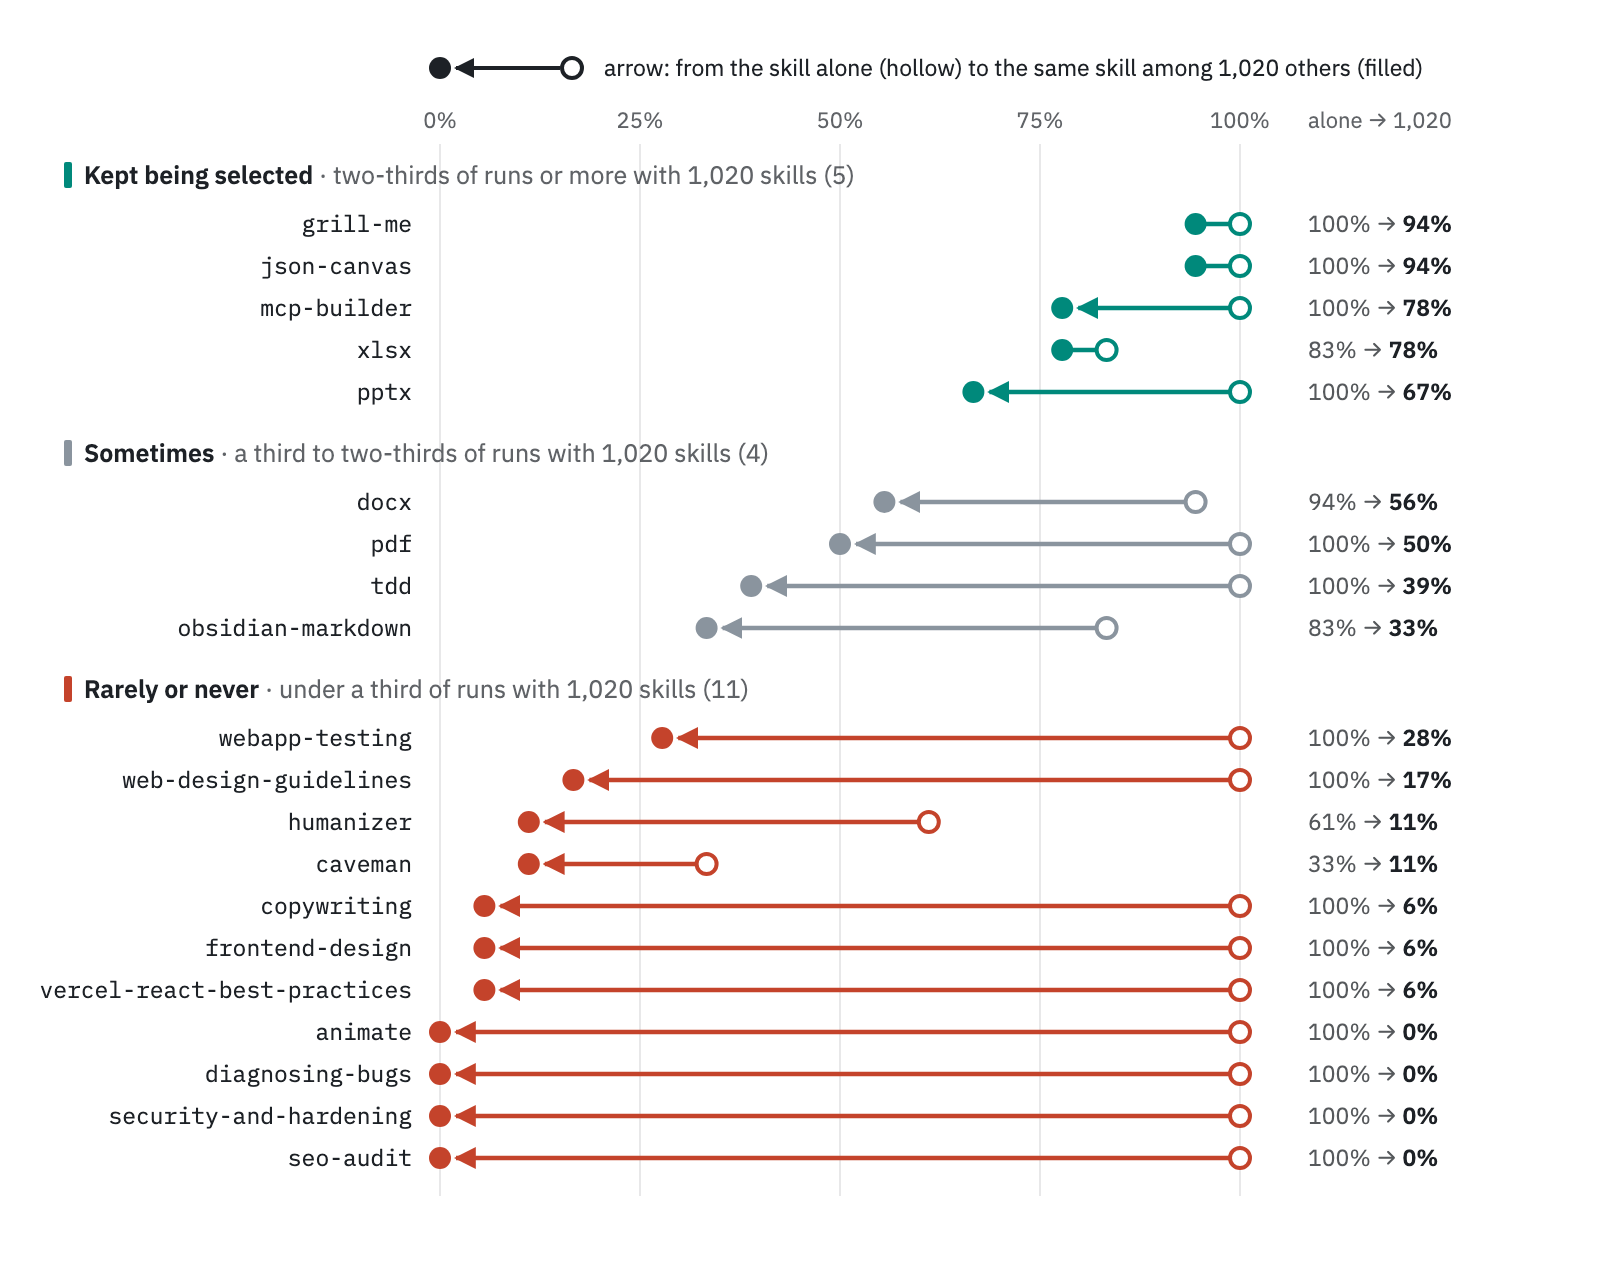 arrow: from the skill alone (hollow) to the same skill among 1,020 others (filled)
0% 25% 50% 75% 100% alone → 1,020
Kept being selected · two-thirds of runs or more with 1,020 skills (5)
grill-me 100% → 94%
json-canvas 100% → 94%
mcp-builder 100% → 78%
xlsx 83% → 78%
pptx 100% → 67%
Sometimes · a third to two-thirds of runs with 1,020 skills (4)
docx 94% → 56%
pdf 100% → 50%
tdd 100% → 39%
obsidian-markdown 83% → 33%
Rarely or never · under a third of runs with 1,020 skills (11)
webapp-testing 100% → 28%
web-design-guidelines 100% → 17%
humanizer 61% → 11%
caveman 33% → 11%
copywriting 100% → 6%
frontend-design 100% → 6%
vercel-react-best-practices 100% → 6%
animate 100% → 0%
diagnosing-bugs 100% → 0%
security-and-hardening 100% → 0%
seo-audit 100% → 0%